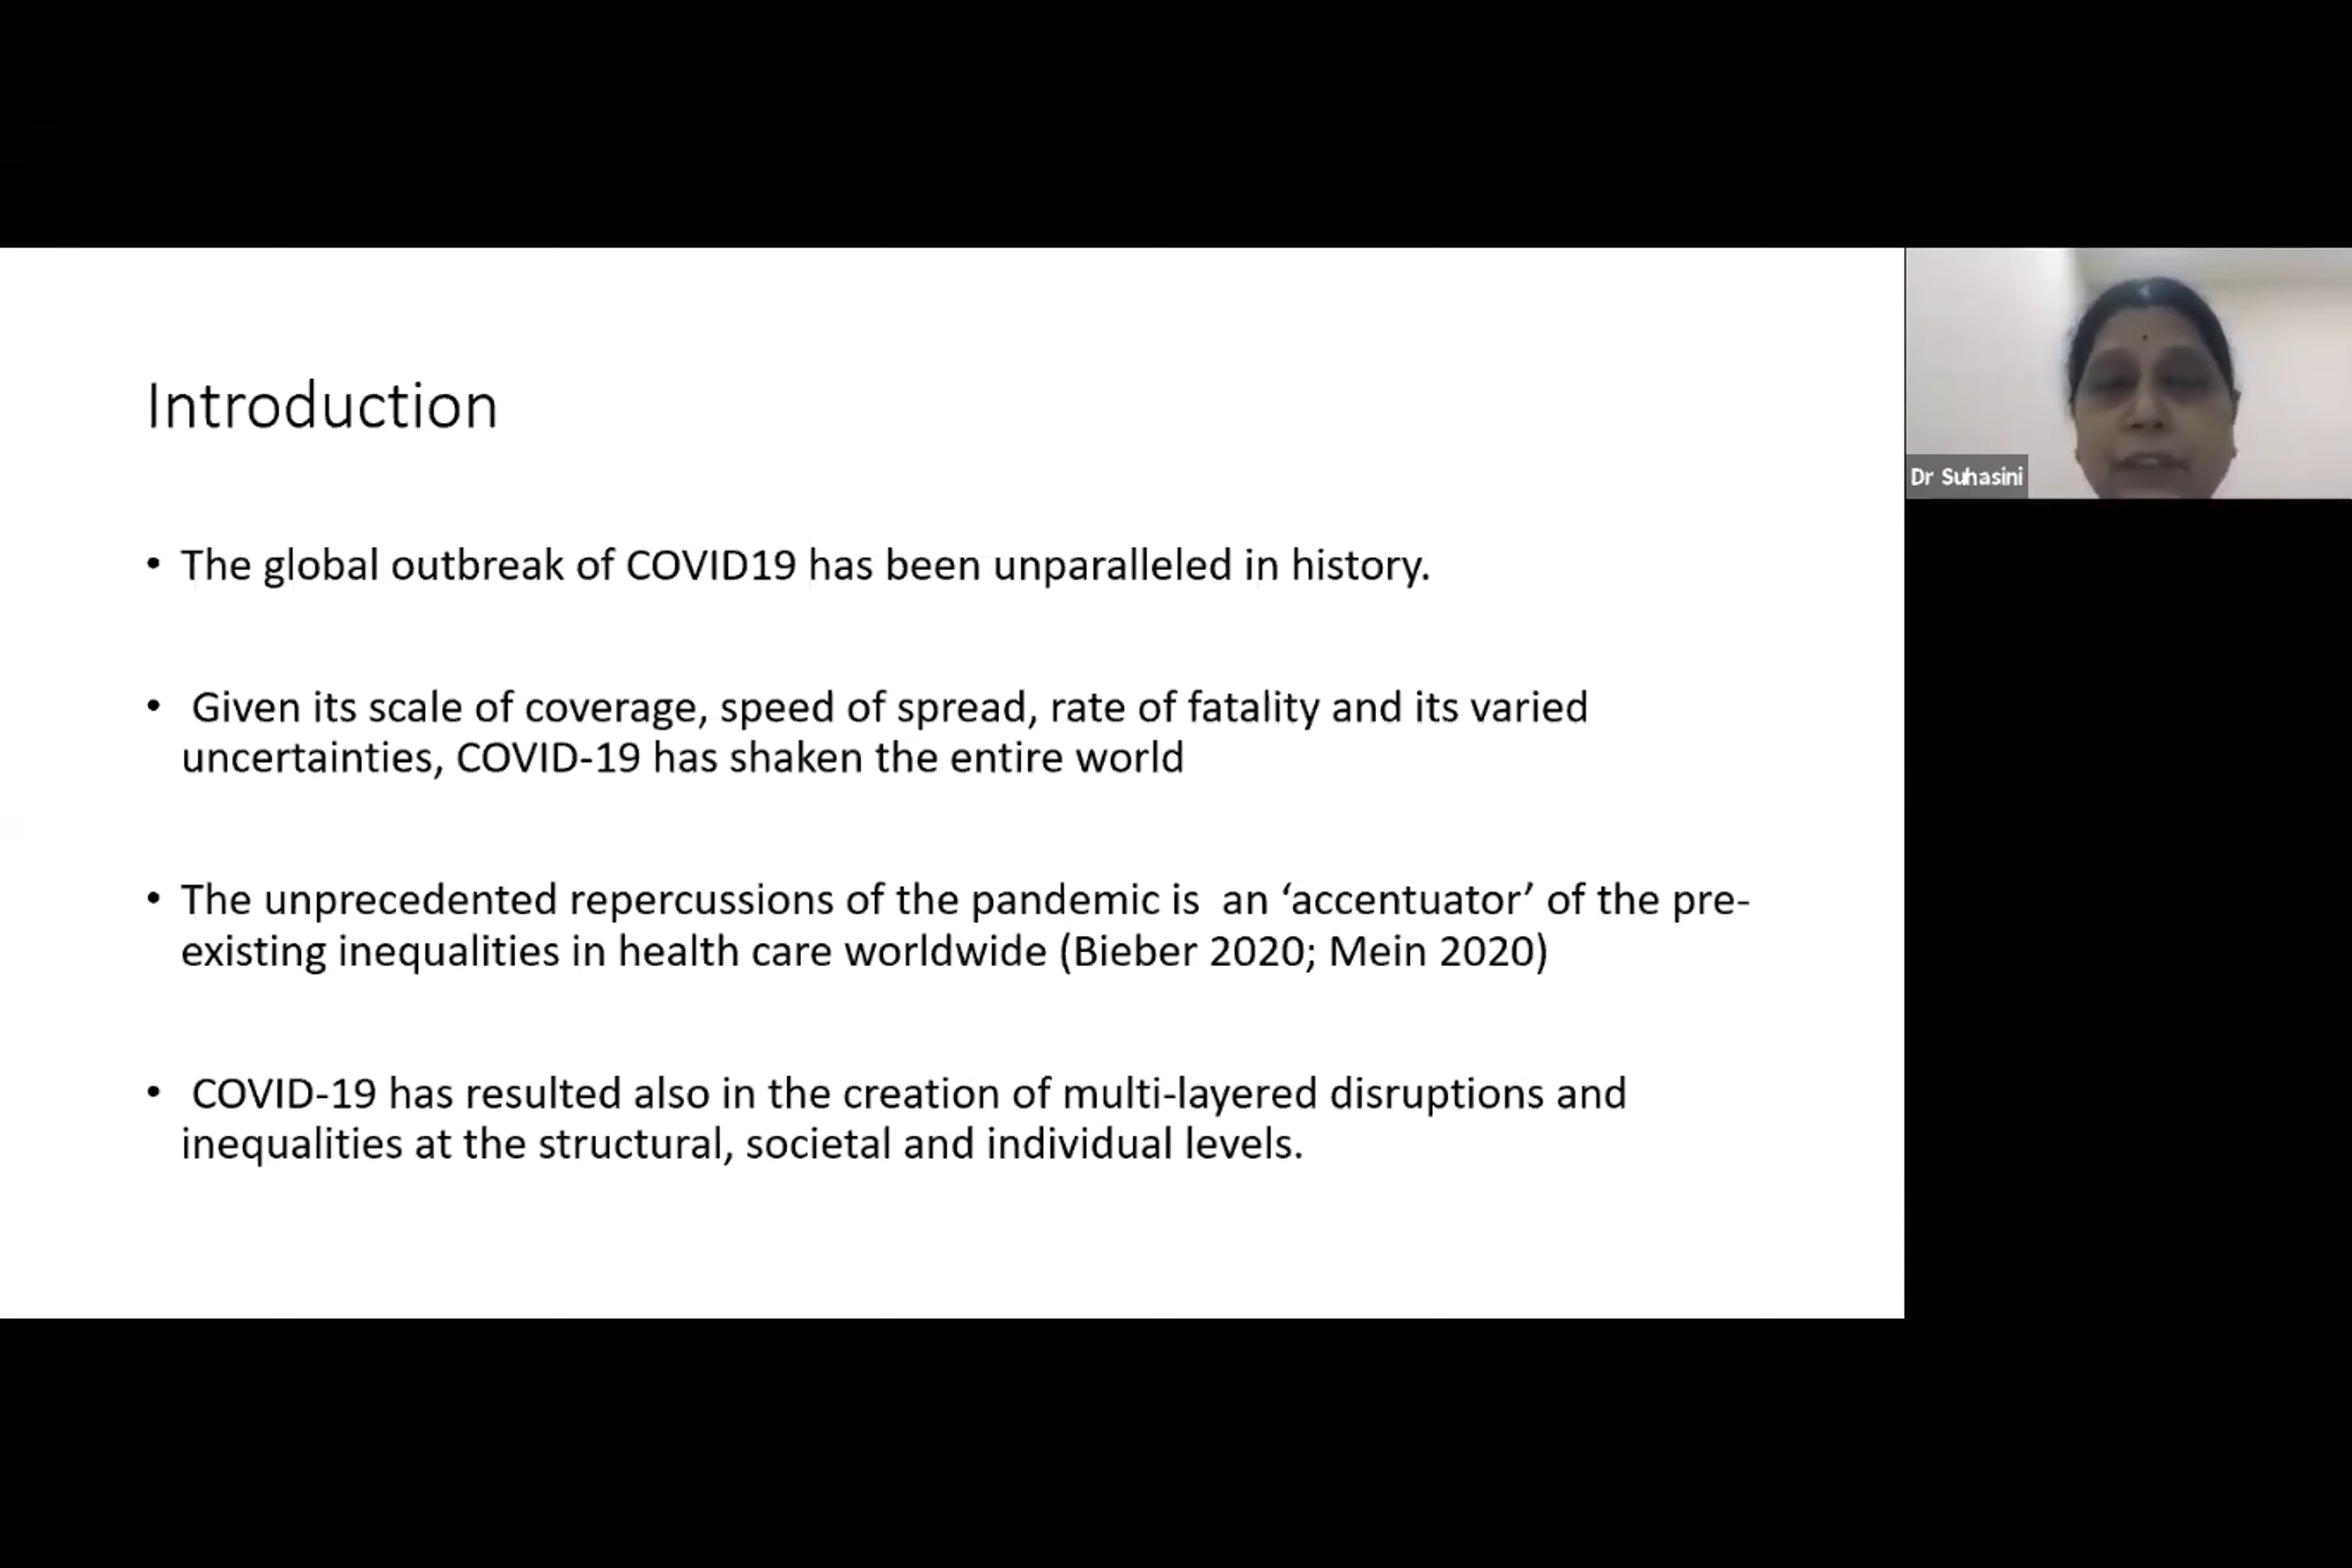 Introduction
• The global outbreak of COVID19 has been unparalleled in history.
• Given its scale of coverage, speed of spread, rate of fatality and its varied
uncertainties, COVID-19 has shaken the entire world
• The unprecedented repercussions of the pandemic is  an ‘accentuator’ of the pre-
existing inequalities in health care worldwide (Bieber 2020; Mein 2020)
• COVID-19 has resulted also in the creation of multi-layered disruptions and
inequalities at the structural, societal and individual levels.
Dr Suhasini